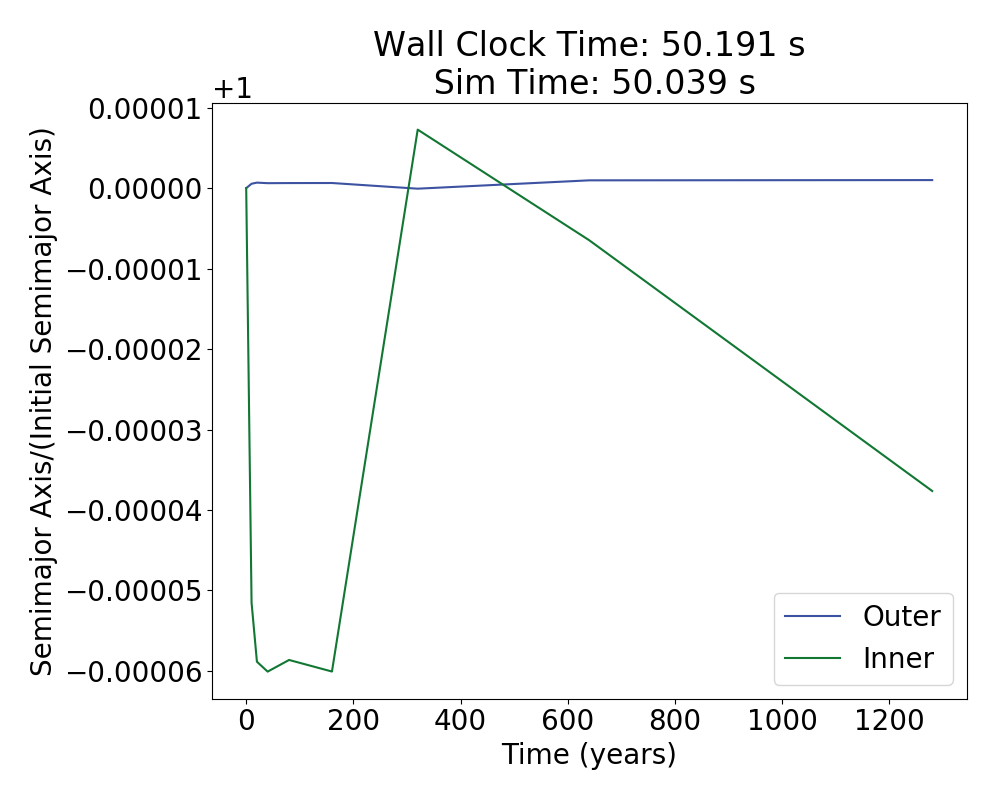 Wall Clock Time: 50.191 s
Sim Time: 50.039 s
+1
0.00001
0.00000
−0.00001
−0.00002
−0.00003
−0.00004
−0.00005
−0.00006
Semimajor Axis/(Initial Semimajor Axis)
Outer
Inner
0 200 400 600 800 1000 1200
Time (years)